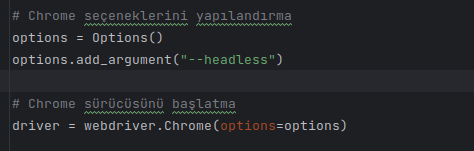 # Chrome seçeneklerini yapılandırma
options = Options()
options.add_argument("--headless")
# Chrome sürücüsünü başlatma
driver = webdriver.Chrome(options=options)